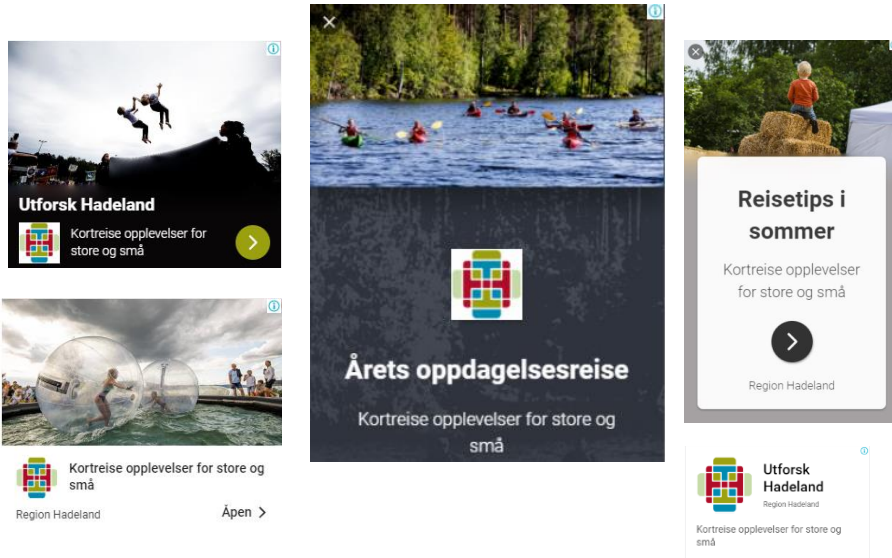 Utforsk Hadeland
Kortreise opplevelser for
store og små
Kortreise opplevelser for store og
små
Region Hadeland
Åpen
Årets oppdagelsesreise
Kortreise opplevelser for store og
små
Reisetips i
sommer
Kortreise opplevelser
for store og små
Region Hadeland
Utforsk
Hadeland
Region Hadeland
Kortreise opplevelser for store og
små